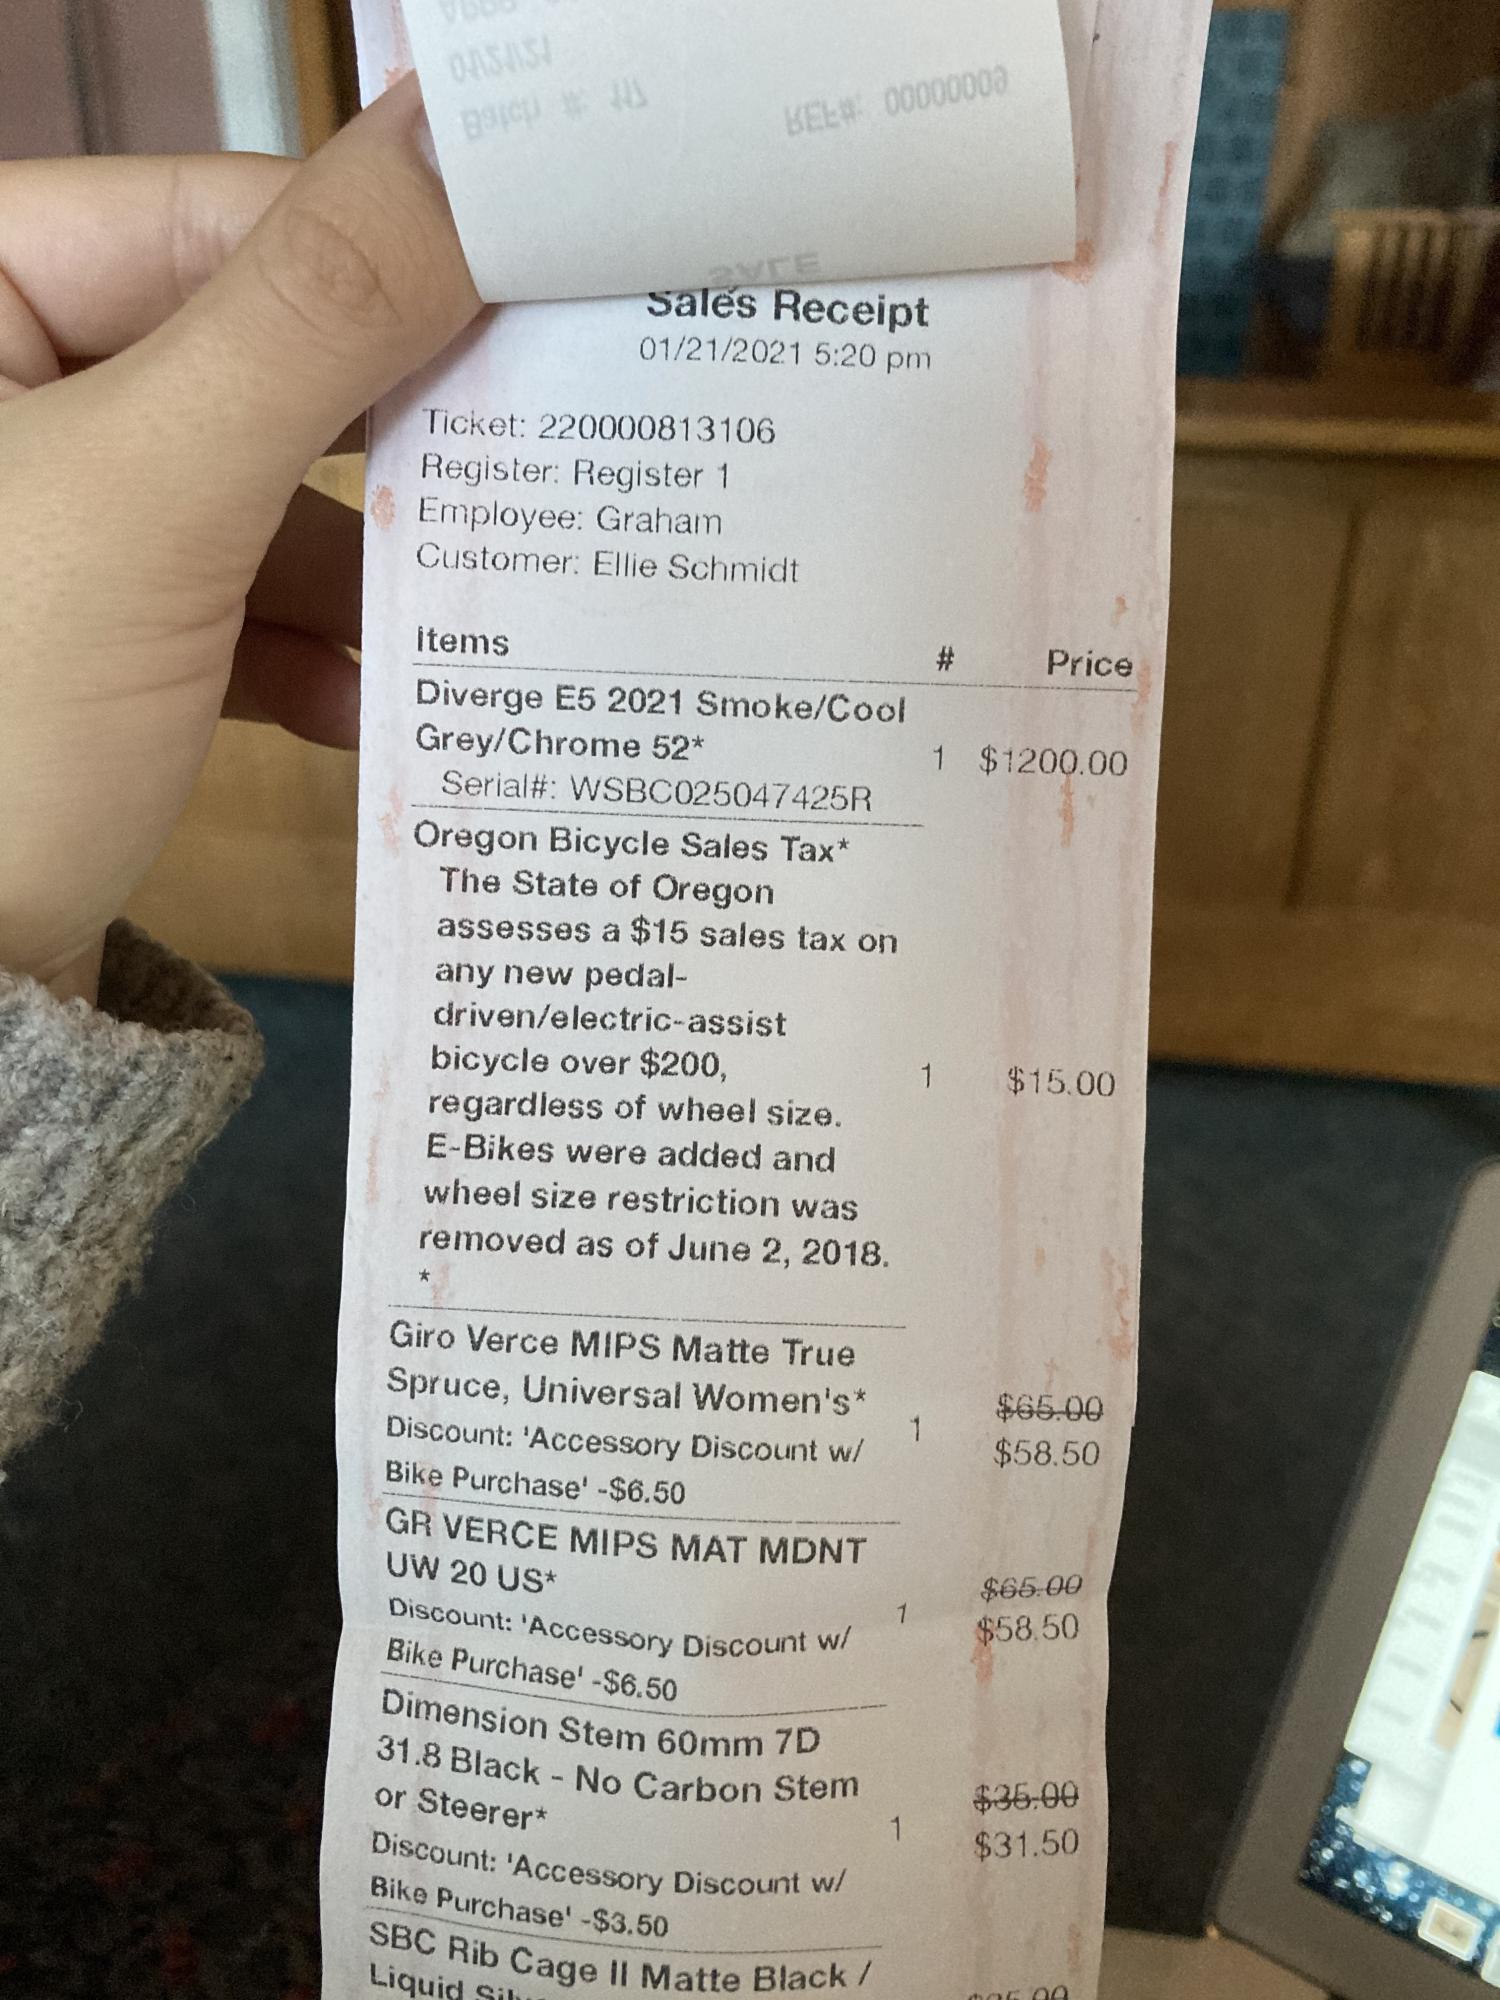 01/21/21
Batch #: 117 REF#: 00000009
SALE
Sales Receipt
01/21/2021 5:20 pm
Ticket: 220000813106
Register: Register 1
Employee: Graham
Customer: Ellie Schmidt
Items # Price
Diverge E5 2021 Smoke/Cool
Grey/Chrome 52* 1 $1200.00
Serial#: WSBC025047425R
Oregon Bicycle Sales Tax*
The State of Oregon
assesses a $15 sales tax on
any new pedal-
driven/electric-assist
bicycle over $200, 1 $15.00
regardless of wheel size.
E-Bikes were added and
wheel size restriction was
removed as of June 2, 2018.
*
Giro Verce MIPS Matte True
Spruce, Universal Women's* $65.00
Discount: 'Accessory Discount w/ 1 $58.50
Bike Purchase' -$6.50
GR VERCE MIPS MAT MDNT
UW 20 US* $65.00
Discount: 'Accessory Discount w/ 1 $58.50
Bike Purchase' -$6.50
Dimension Stem 60mm 7D
31.8 Black - No Carbon Stem $35.00
or Steerer* 1 $31.50
Discount: 'Accessory Discount w/
Bike Purchase' -$3.50
SBC Rib Cage II Matte Black /
Liquid